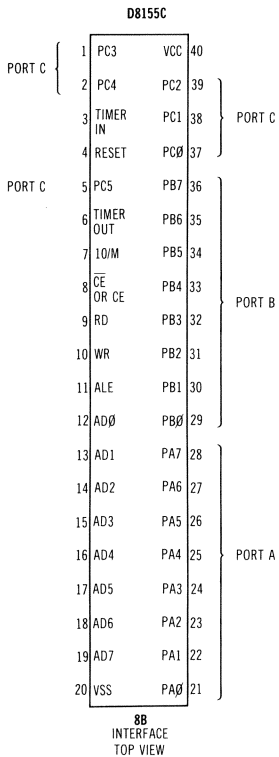 D8155C
1 PC3 VCC 40
PORT C
2 PC4 PC2 39
3 TIMER IN PC1 38 PORT C
4 RESET PCØ 37
PORT C 5 PC5 PB7 36
6 TIMER OUT PB6 35
7 10/M PB5 34
8 C̅E̅ OR CE PB4 33
PORT B
9 RD PB3 32
10 WR PB2 31
11 ALE PB1 30
12 ADØ PBØ 29
13 AD1 PA7 28
14 AD2 PA6 27
15 AD3 PA5 26
16 AD4 PA4 25 PORT A
17 AD5 PA3 24
18 AD6 PA2 23
19 AD7 PA1 22
20 VSS PAØ 21
8B
INTERFACE
TOP VIEW